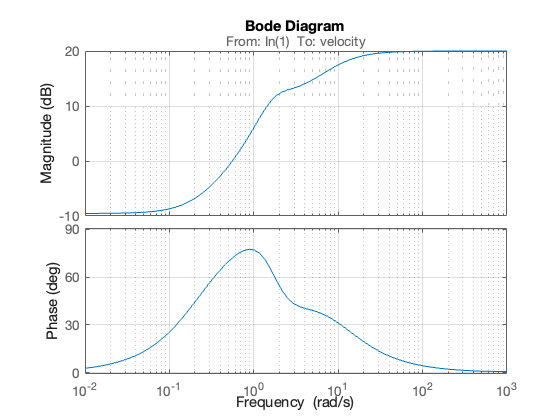 Bode Diagram
From: In(1) To: velocity
Magnitude (dB)
20
10
0
-10
Phase (deg)
90
60
30
0
10^-2 10^-1 10^0 10^1 10^2 10^3
Frequency (rad/s)